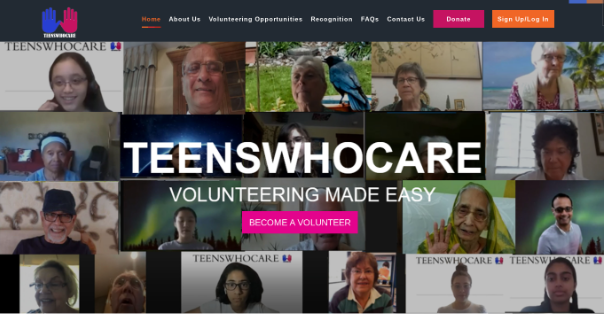 TEENSWHOCARE
Home About Us Volunteering Opportunities Recognition FAQs Contact Us Donate Sign Up/Log In
TEENSWHOCARE
TEENSWHOCARE
VOLUNTEERING MADE EASY
BECOME A VOLUNTEER
TEENSWHOCARE
TEENSWHOCARE
TEENSWHOCARE